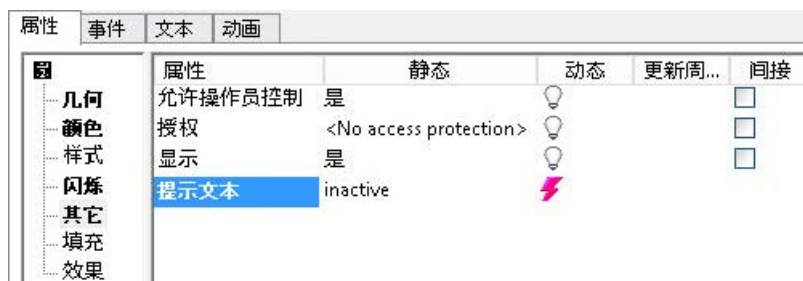 属性 事件 文本 动画
属性 静态 动态 更新周... 间接
几何
颜色
样式
闪烁
其它
填充
效果
允许操作员控制 是
授权 <No access protection>
显示 是
提示文本 inactive